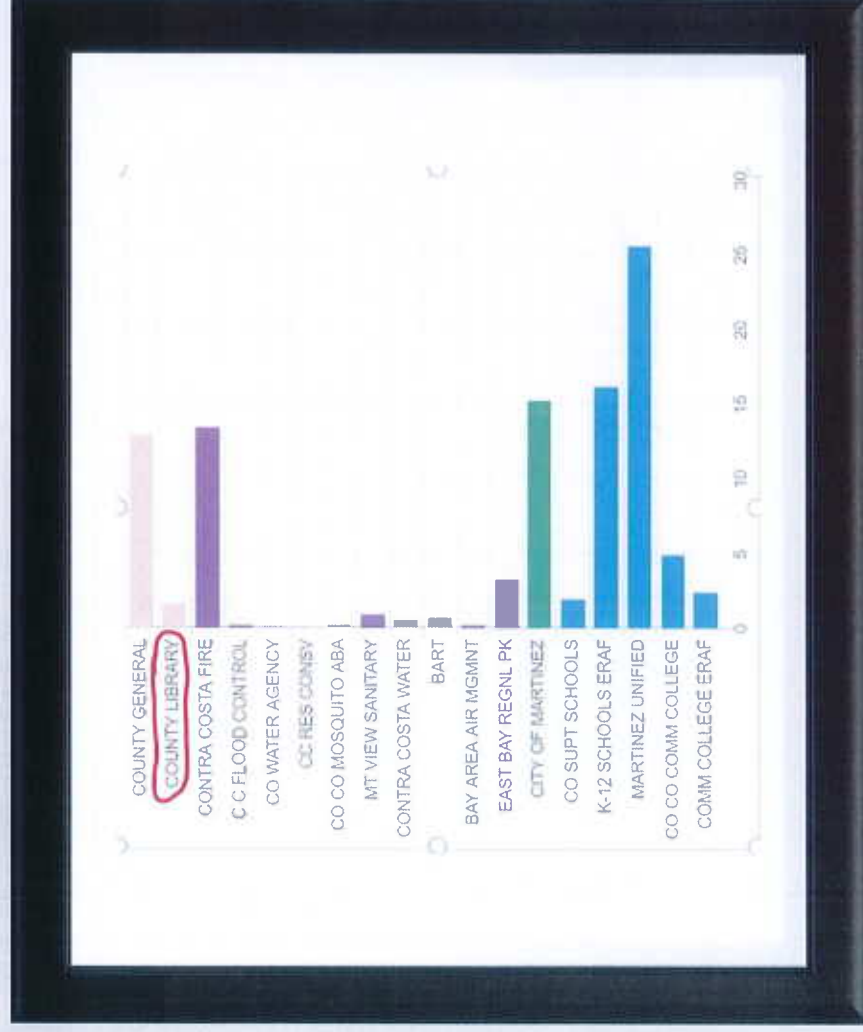 COUNTY GENERAL
COUNTY LIBRARY
CONTRA COSTA FIRE
C C FLOOD CONTROL
CO WATER AGENCY
CC RES CONSV
CO CO MOSQUITO ABA
MT VIEW SANITARY
CONTRA COSTA WATER
BART
BAY AREA AIR MGMNT
EAST BAY REGNL PK
CITY OF MARTINEZ
CO SUPT SCHOOLS
K-12 SCHOOLS ERAF
MARTINEZ UNIFIED
CO CO COMM COLLEGE
COMM COLLEGE ERAF
0 5 10 15 20 25 30